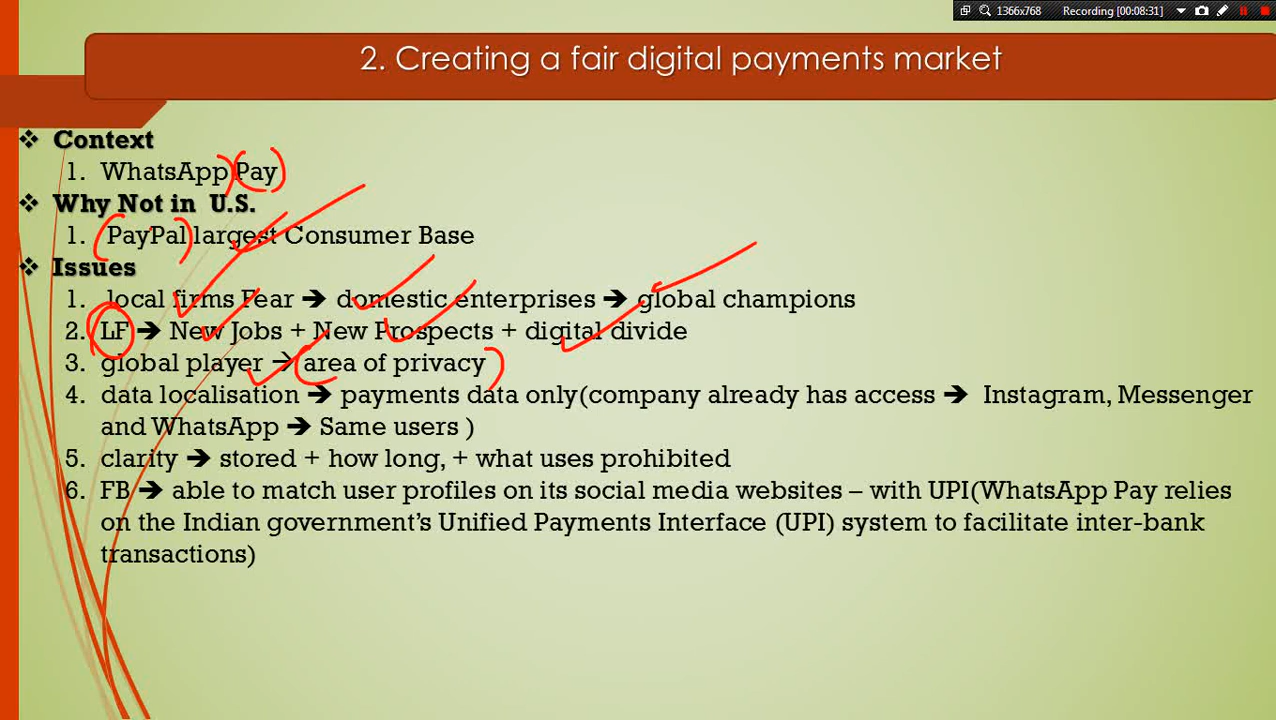 1366x768 Recording [00:08:31]
2. Creating a fair digital payments market
❖ Context
1. WhatsApp Pay
❖ Why Not in U.S.
1. PayPal largest Consumer Base
❖ Issues
1. local firms Fear ➔ domestic enterprises ➔ global champions
2. LF ➔ New Jobs + New Prospects + digital divide
3. global player → area of privacy
4. data localisation ➔ payments data only(company already has access ➔ Instagram, Messenger
and WhatsApp ➔ Same users )
5. clarity ➔ stored + how long, + what uses prohibited
6. FB ➔ able to match user profiles on its social media websites – with UPI(WhatsApp Pay relies
on the Indian government’s Unified Payments Interface (UPI) system to facilitate inter-bank
transactions)